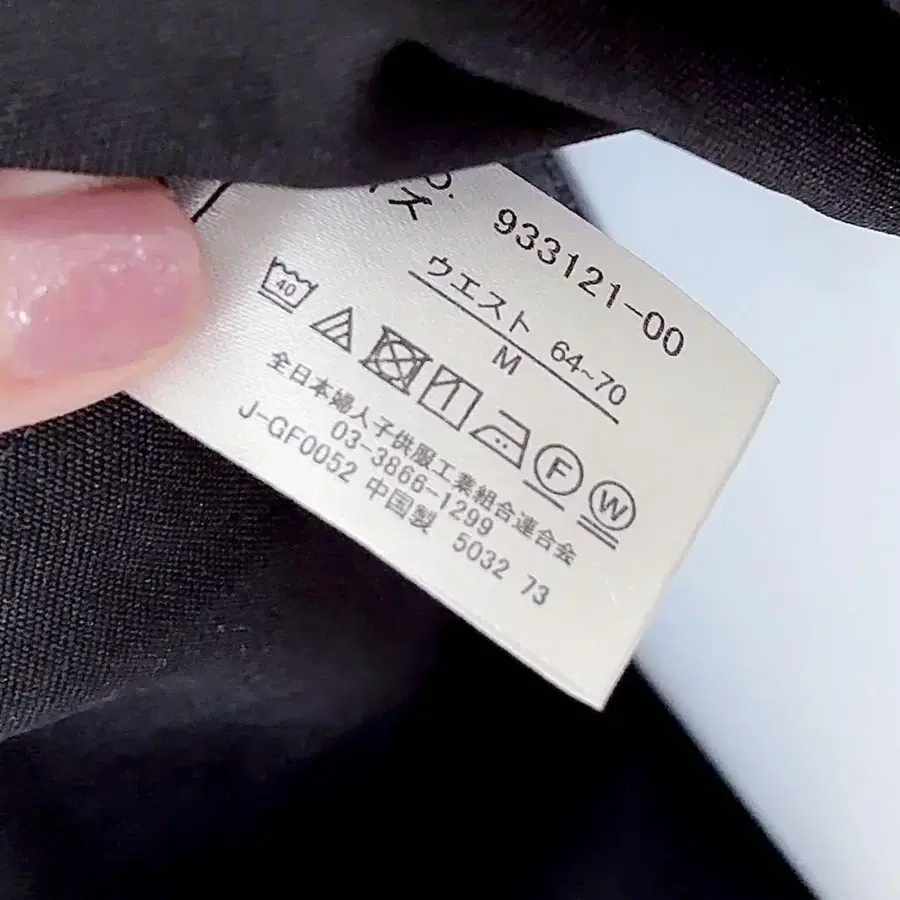 933121-00
ズ
ウエスト 64~70
M
40
F W
全日本婦人子供服工業組合連合会
03-3866-1299
J-GF0052 中国製 5032 73